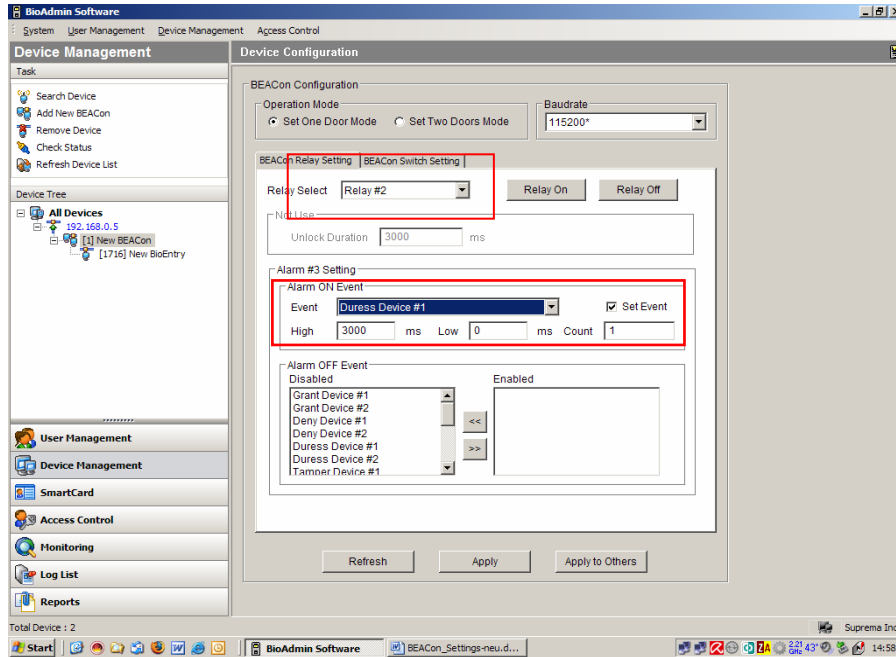 BioAdmin Software
System User Management Device Management Access Control
Device Management
Device Configuration
Task
Search Device
Add New BEACon
Remove Device
Check Status
Refresh Device List
Device Tree
All Devices
192.168.0.5
[1] New BEACon
[1716] New BioEntry
User Management
Device Management
SmartCard
Access Control
Monitoring
Log List
Reports
BEACon Configuration
Operation Mode
Set One Door Mode Set Two Doors Mode
Baudrate
115200*
BEACon Relay Setting BEACon Switch Setting
Relay Select Relay #2 Relay On Relay Off
Not Use
Unlock Duration 3000 ms
Alarm #3 Setting
Alarm ON Event
Event Duress Device #1 Set Event
High 3000 ms Low 0 ms Count 1
Alarm OFF Event
Disabled Enabled
Grant Device #1
Grant Device #2
Deny Device #1
Deny Device #2
Duress Device #1
Duress Device #2
Tamper Device #1
<<
>>
Refresh Apply Apply to Others
Total Device : 2
Suprema Inc
Start BioAdmin Software BEACon_Settings-neu.d... ZA 2.21 GHz 43° 14:58